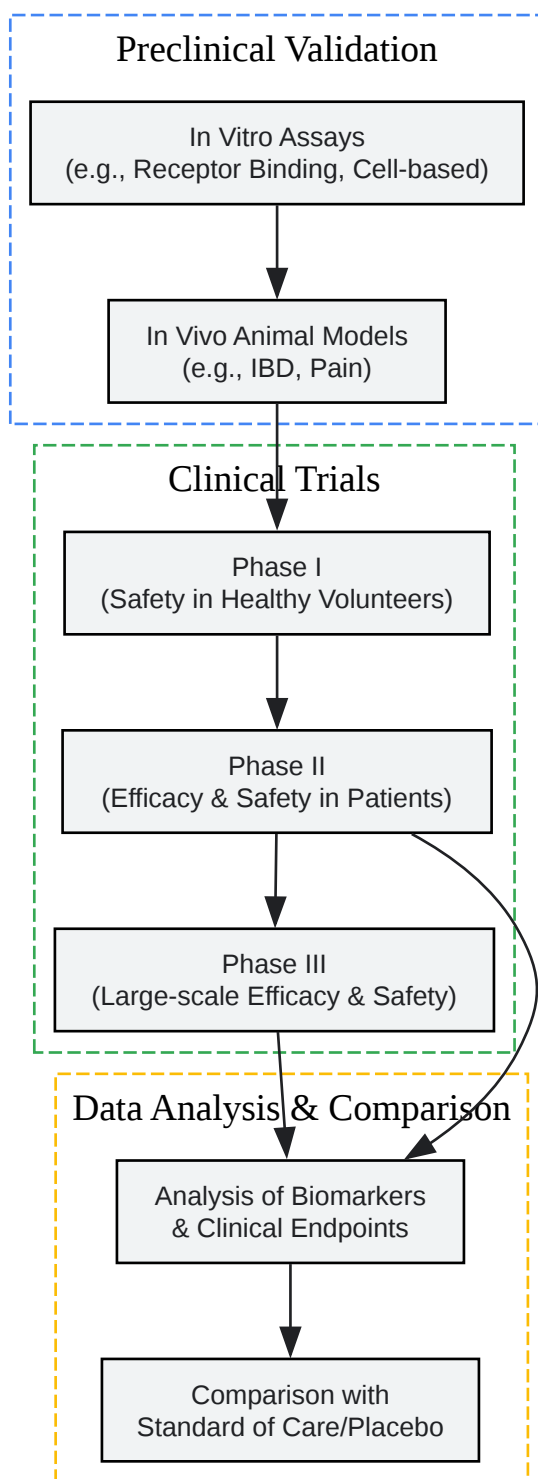 Preclinical Validation
In Vitro Assays
(e.g., Receptor Binding, Cell-based)
In Vivo Animal Models
(e.g., IBD, Pain)
Clinical Trials
Phase I
(Safety in Healthy Volunteers)
Phase II
(Efficacy & Safety in Patients)
Phase III
(Large-scale Efficacy & Safety)
Data Analysis & Comparison
Analysis of Biomarkers
& Clinical Endpoints
Comparison with
Standard of Care/Placebo